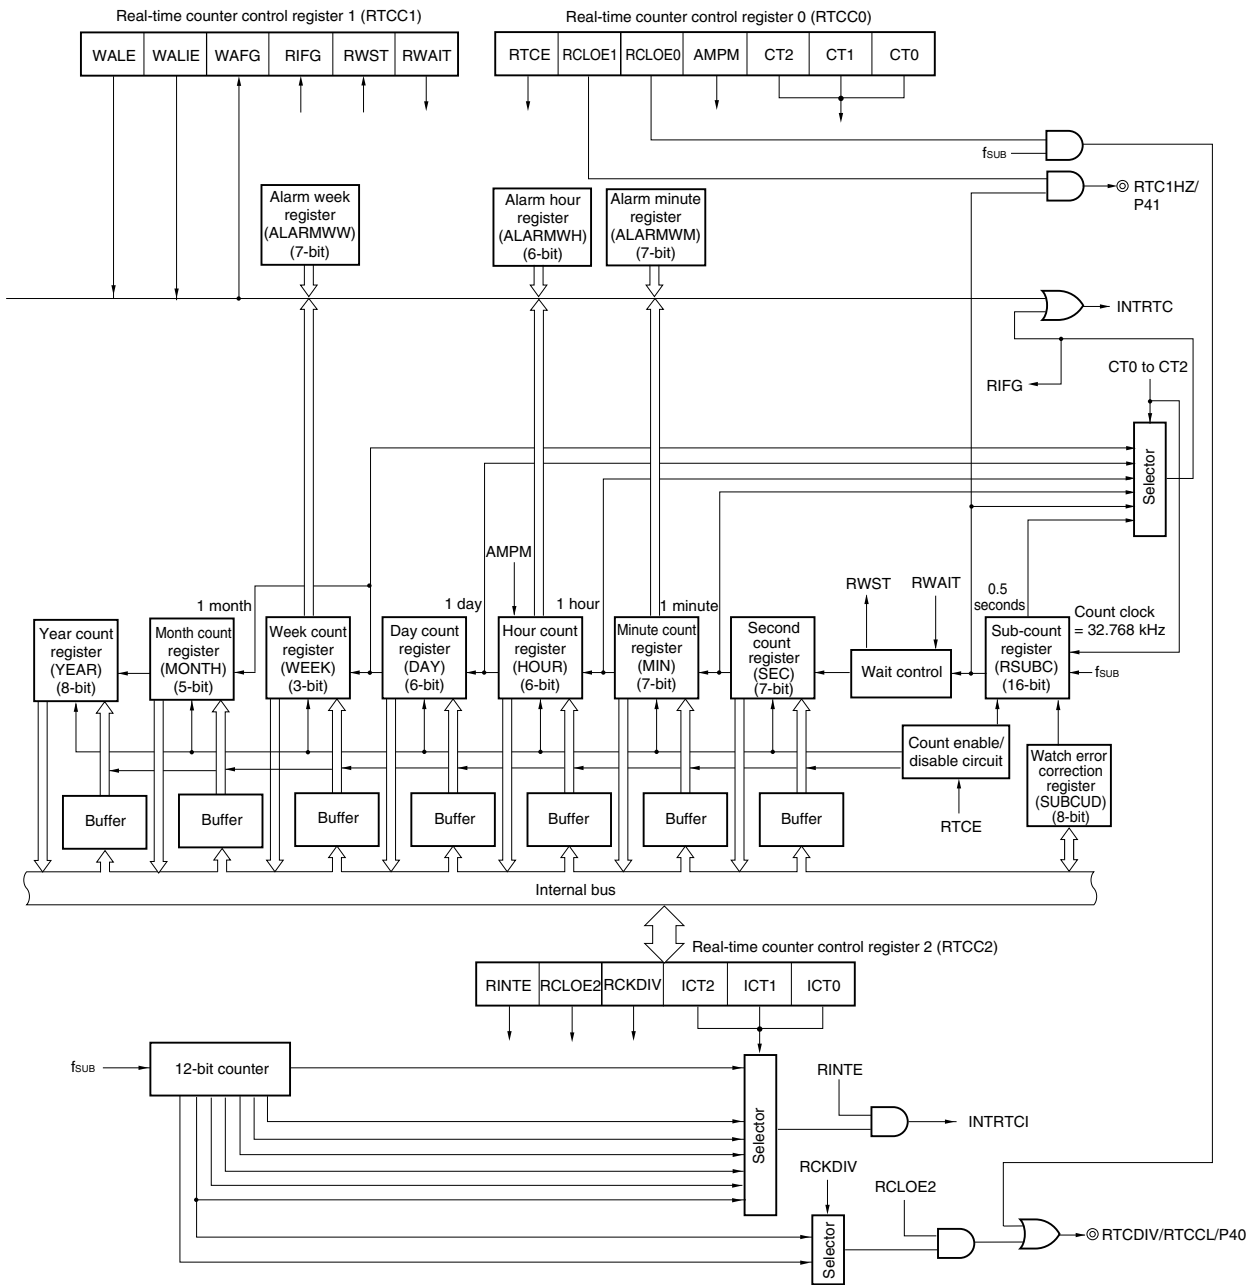 Real-time counter control register 1 (RTCC1)
WALE WALIE WAFG RIFG RWST RWAIT
Real-time counter control register 0 (RTCC0)
RTCE RCLOE1 RCLOE0 AMPM CT2 CT1 CT0
fSUB
RTC1HZ/
P41
Alarm week
register
(ALARMWW)
(7-bit)
Alarm hour
register
(ALARMWH)
(6-bit)
Alarm minute
register
(ALARMWM)
(7-bit)
INTRTC
RIFG
CT0 to CT2
Selector
AMPM
RWST
RWAIT
0.5
seconds
Count clock
= 32.768 kHz
1 month
1 day
1 hour
1 minute
Year count
register
(YEAR)
(8-bit)
Month count
register
(MONTH)
(5-bit)
Week count
register
(WEEK)
(3-bit)
Day count
register
(DAY)
(6-bit)
Hour count
register
(HOUR)
(6-bit)
Minute count
register
(MIN)
(7-bit)
Second
count
register
(SEC)
(7-bit)
Wait control
Sub-count
register
(RSUBC)
(16-bit)
fSUB
Count enable/
disable circuit
RTCE
Watch error
correction
register
(SUBCUD)
(8-bit)
Buffer
Buffer
Buffer
Buffer
Buffer
Buffer
Buffer
Internal bus
Real-time counter control register 2 (RTCC2)
RINTE RCLOE2 RCKDIV ICT2 ICT1 ICT0
fSUB
12-bit counter
Selector
RINTE
INTRTCI
RCKDIV
Selector
RCLOE2
RTCDIV/RTCCL/P40